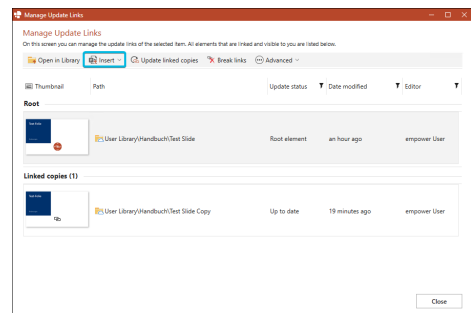 Manage Update Links
Manage Update Links
On this screen you can manage the update links of the selected item. All elements that are linked and visible to you are listed below.
Open in Library Insert Update linked copies Break links Advanced
Thumbnail Path Update status Date modified Editor
Root
User Library\Handbuch\Test Slide Root element an hour ago empower User
Linked copies (1)
User Library\Handbuch\Test Slide Copy Up to date 19 minutes ago empower User
Close